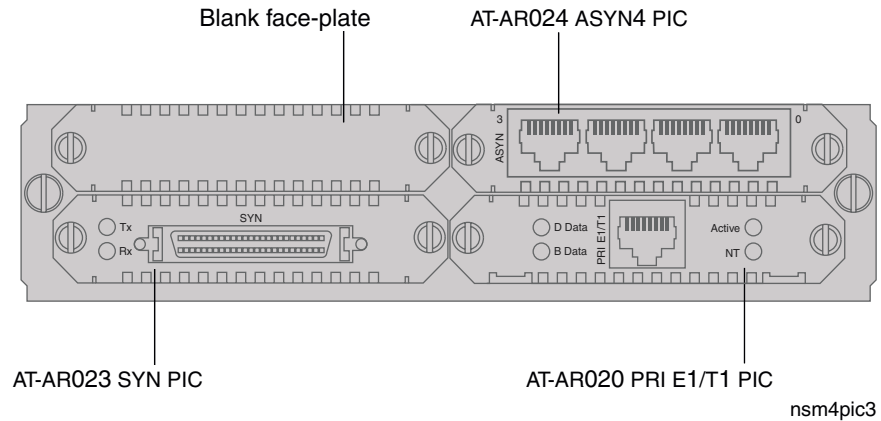 Blank face-plate
AT-AR024 ASYN4 PIC
3
0
ASYN
SYN
Tx
Rx
D Data
B Data
PRI E1/T1
Active
NT
AT-AR023 SYN PIC
AT-AR020 PRI E1/T1 PIC
nsm4pic3